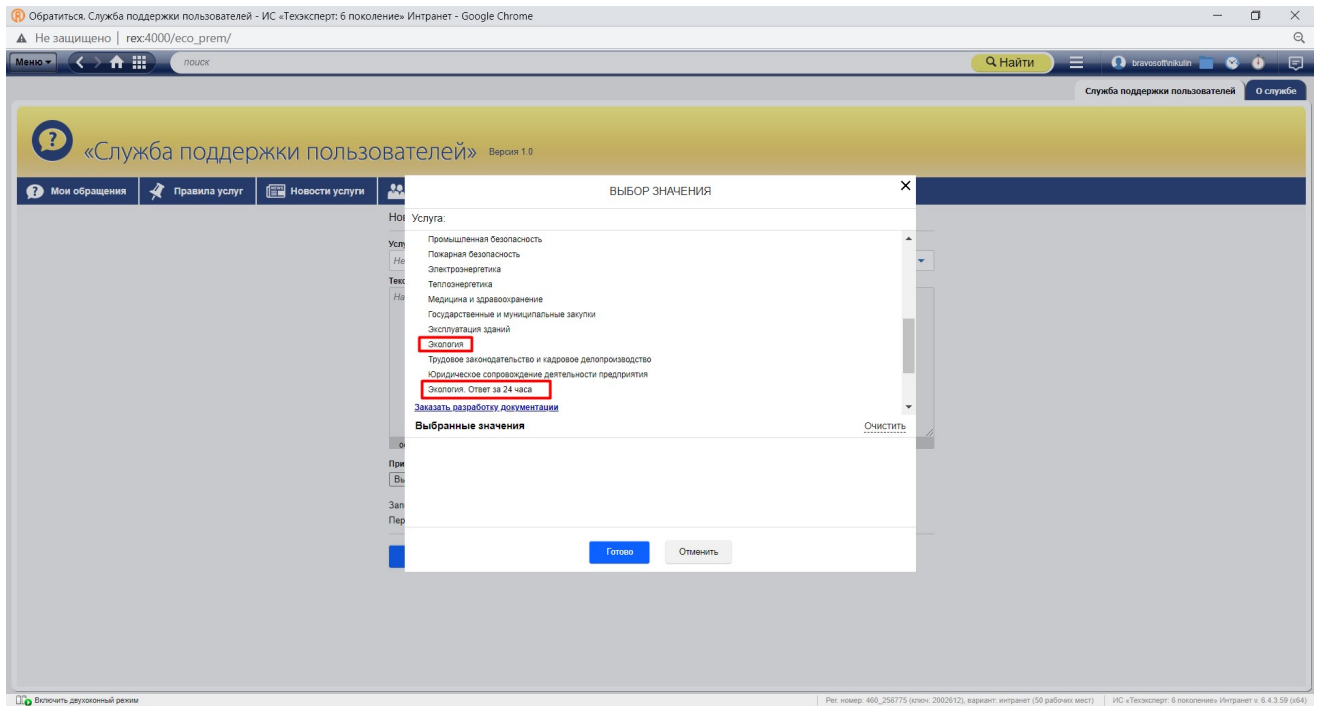 Обратиться. Служба поддержки пользователей - ИС «Техэксперт: 6 поколение» Интранет - Google Chrome
Не защищено | rex:4000/eco_prem/
Меню
поиск
Найти
bravosoft\nikulin
Служба поддержки пользователей
О службе
«Служба поддержки пользователей» Версия 1.0
Мои обращения
Правила услуг
Новости услуги
ВЫБОР ЗНАЧЕНИЯ
Услуга:
Промышленная безопасность
Пожарная безопасность
Электроэнергетика
Теплоэнергетика
Медицина и здравоохранение
Государственные и муниципальные закупки
Эксплуатация зданий
Экология
Трудовое законодательство и кадровое делопроизводство
Юридическое сопровождение деятельности предприятия
Экология. Ответ за 24 часа
Заказать разработку документации
Выбранные значения
Очистить
Готово
Отменить
Включить двухоконный режим
Рег. номер: 460_256775 (ключ: 2002612), вариант: интранет (50 рабочих мест)
ИС «Техэксперт: 6 поколение» Интранет v. 6.4.3.59 (x64)